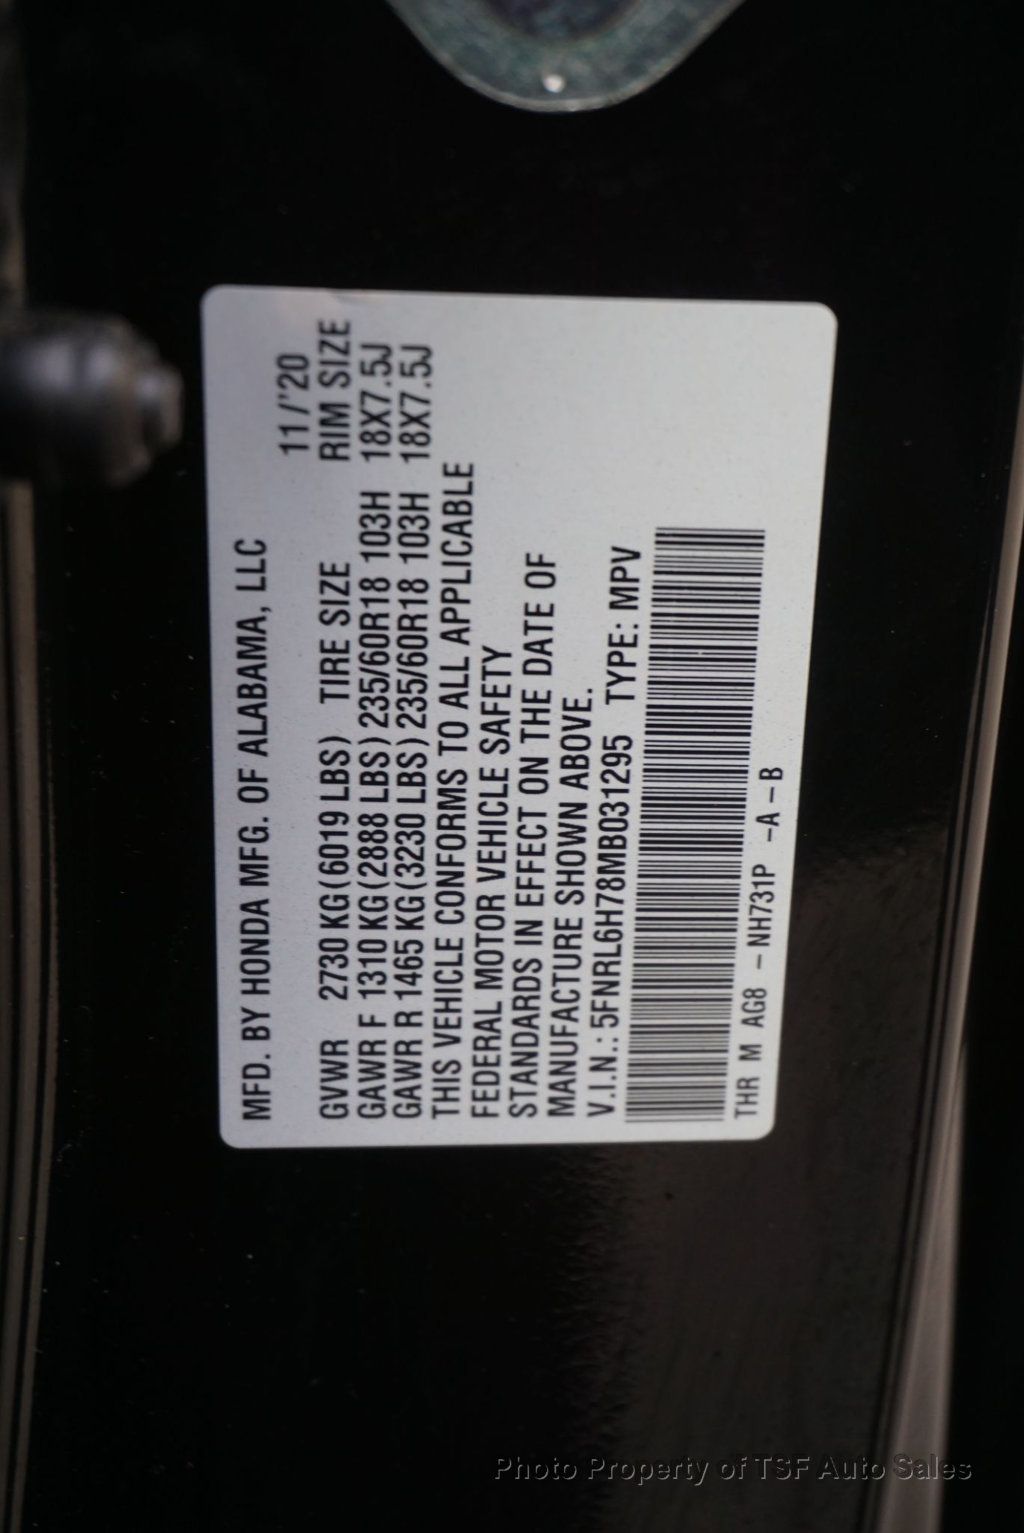 MFD. BY HONDA MFG. OF ALABAMA, LLC
11/'20
GVWR 2730 KG(6019 LBS) TIRE SIZE RIM SIZE
GAWR F 1310 KG(2888 LBS) 235/60R18 103H 18X7.5J
GAWR R 1465 KG(3230 LBS) 235/60R18 103H 18X7.5J
THIS VEHICLE CONFORMS TO ALL APPLICABLE
FEDERAL MOTOR VEHICLE SAFETY
STANDARDS IN EFFECT ON THE DATE OF
MANUFACTURE SHOWN ABOVE.
V.I.N.: 5FNRL6H78MB031295 TYPE: MPV
THR M AG8 - NH731P -A-B
Photo Property of TSF Auto Sales